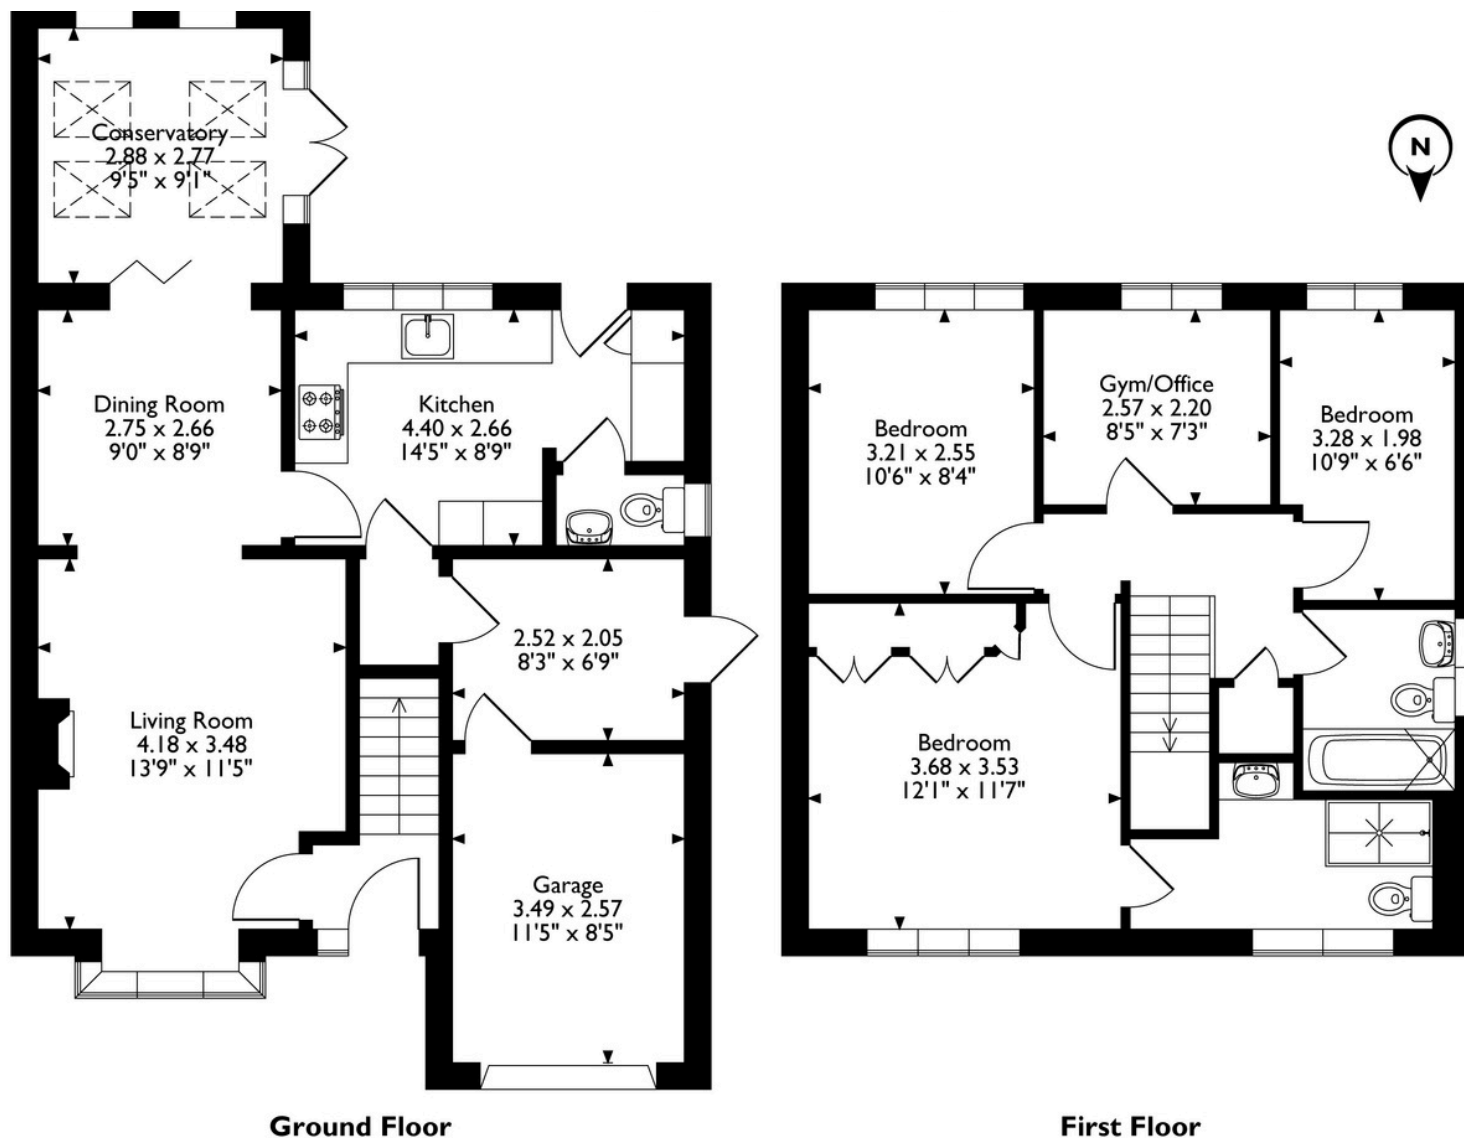 Conservatory
2.88 x 2.77
9'5" x 9'1"
N
Dining Room
2.75 x 2.66
9'0" x 8'9"
Kitchen
4.40 x 2.66
14'5" x 8'9"
2.52 x 2.05
8'3" x 6'9"
Living Room
4.18 x 3.48
13'9" x 11'5"
Garage
3.49 x 2.57
11'5" x 8'5"
Ground Floor
Bedroom
3.21 x 2.55
10'6" x 8'4"
Gym/Office
2.57 x 2.20
8'5" x 7'3"
Bedroom
3.28 x 1.98
10'9" x 6'6"
Bedroom
3.68 x 3.53
12'1" x 11'7"
First Floor